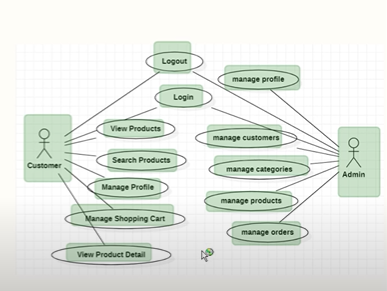 Logout
manage profile
Login
View Products
manage customers
Search Products
manage categories
Customer
Admin
Manage Profile
manage products
Manage Shopping Cart
manage orders
View Product Detail